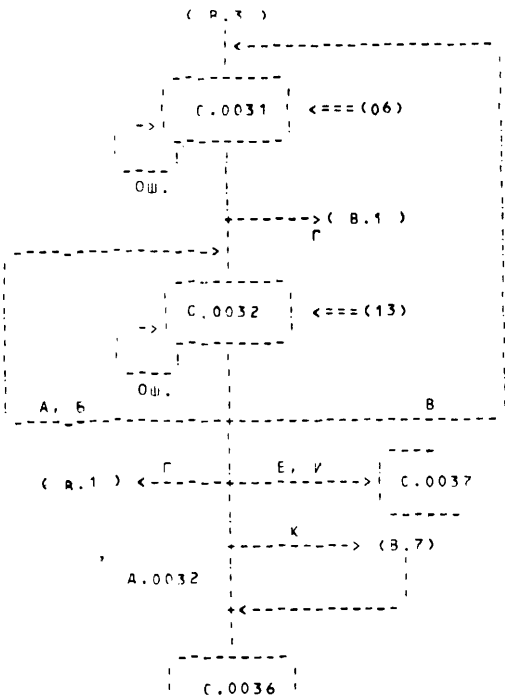 ( В.3 )
С.0031 <===(06)
Ош.
( В.1 )
Г
С.0032 <===(13)
Ош.
А, Б В
Г Е, И
( В.1 ) С.0037
К
(В.7)
А.0032
С.0036